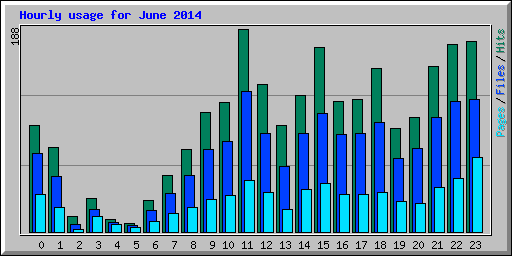 Hourly usage for June 2014
188
Pages/Files/Hits
0 1 2 3 4 5 6 7 8 9 10 11 12 13 14 15 16 17 18 19 20 21 22 23